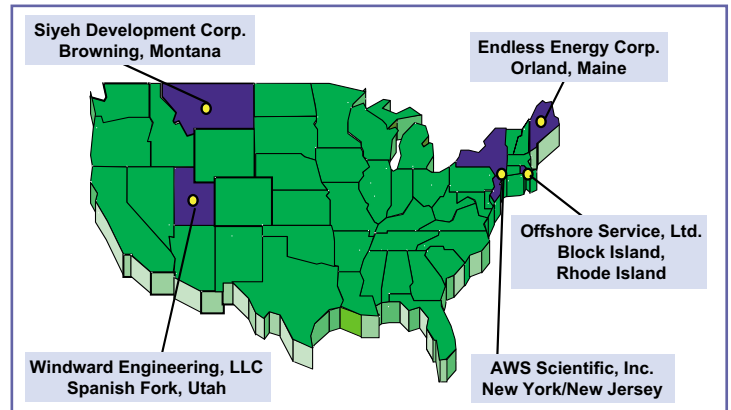 Siyeh Development Corp.
Browning, Montana
Endless Energy Corp.
Orland, Maine
Offshore Service, Ltd.
Block Island,
Rhode Island
Windward Engineering, LLC
Spanish Fork, Utah
AWS Scientific, Inc.
New York/New Jersey